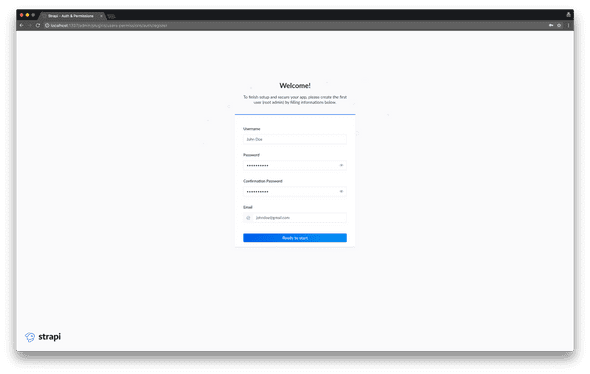 Strapi - Auth & Permissions
localhost:1337/admin/plugins/users-permissions/auth/register
Welcome!
To finish setup and secure your app, please create the first
user (root admin) by filling informations below.
Username
John Doe
Password
Confirmation Password
Email
@ johndoe@gmail.com
Ready to start
strapi